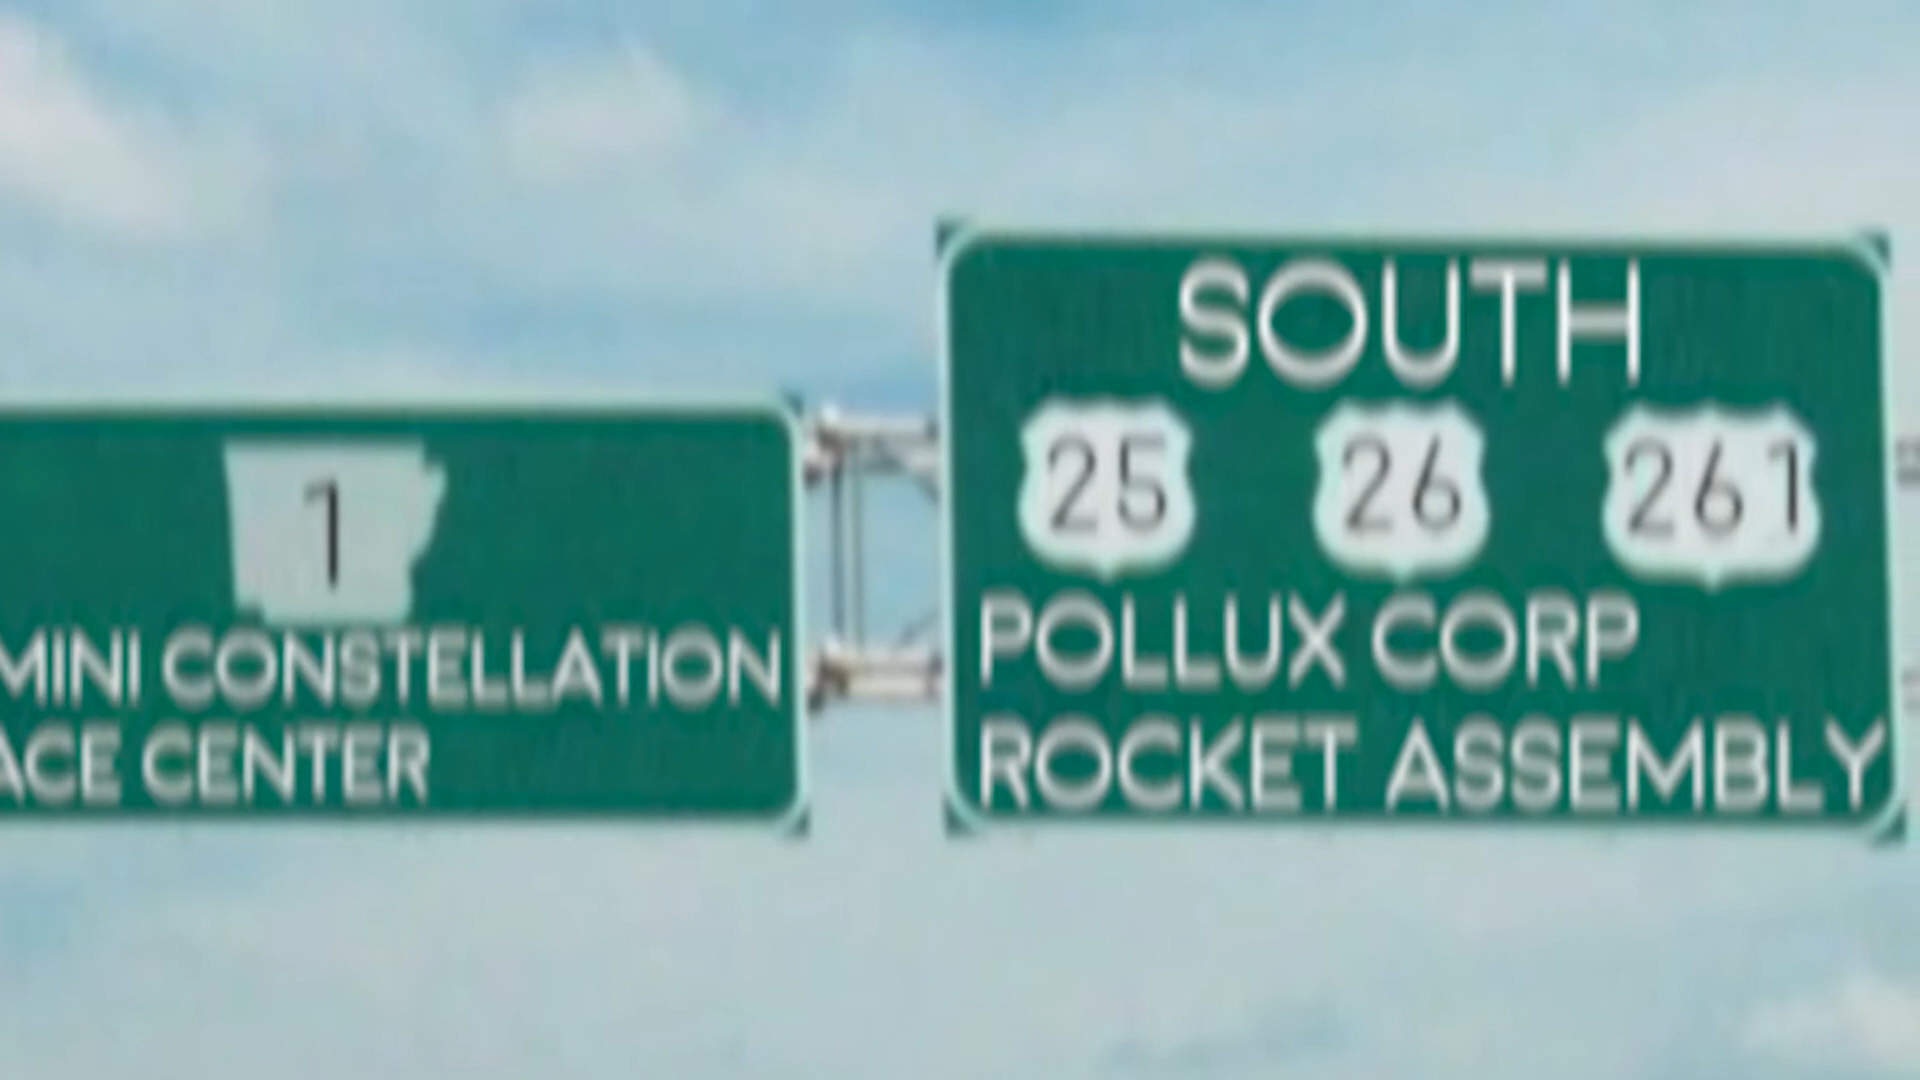 1
MINI CONSTELLATION
ACE CENTER
SOUTH
25 26 261
POLLUX CORP
ROCKET ASSEMBLY